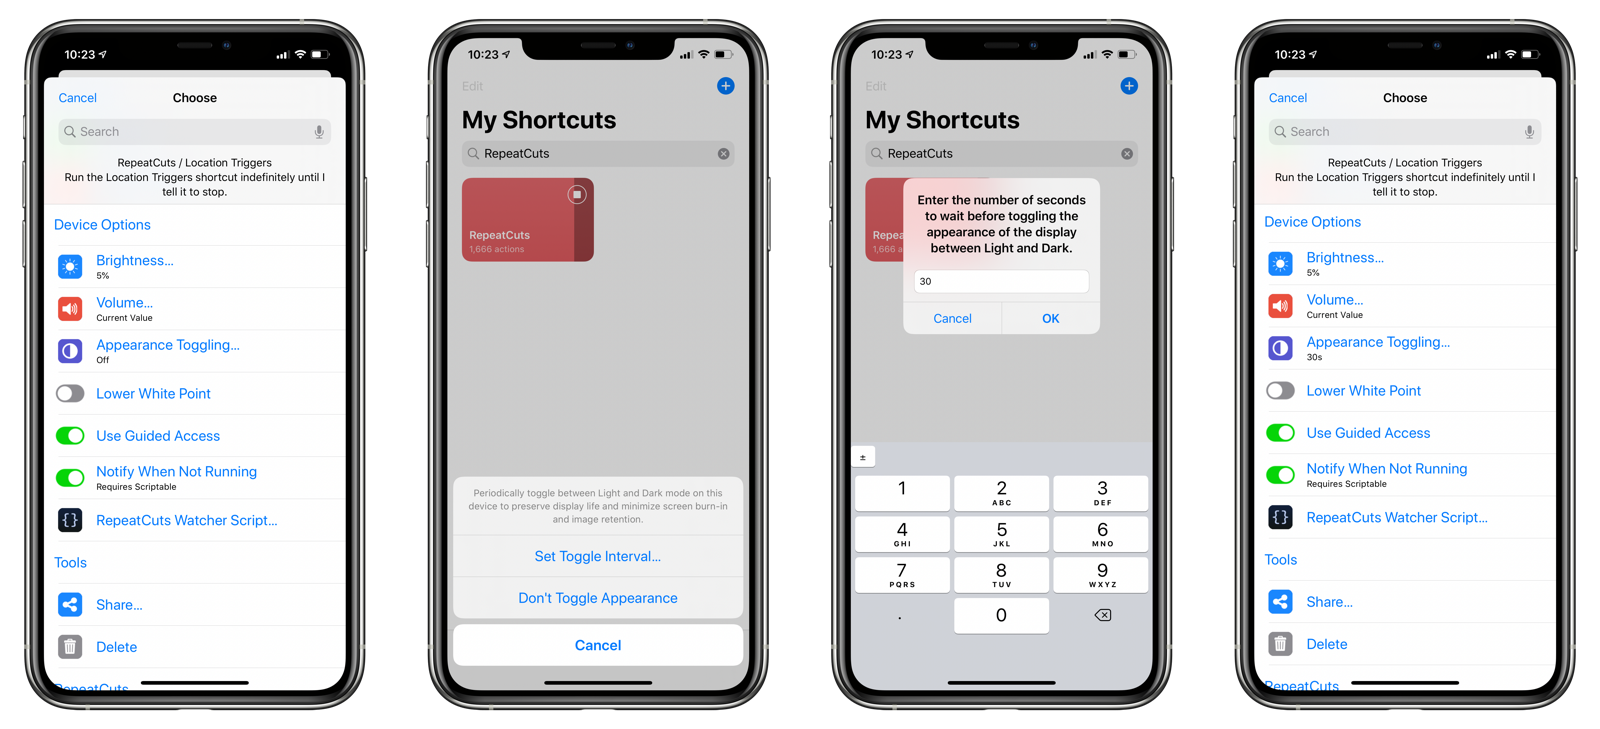 10:23
Cancel
Choose
Search
RepeatCuts / Location Triggers
Run the Location Triggers shortcut indefinitely until I
tell it to stop.
Device Options
Brightness...
5%
Volume...
Current Value
Appearance Toggling...
Off
Lower White Point
Use Guided Access
Notify When Not Running
Requires Scriptable
{}
RepeatCuts Watcher Script...
Tools
Share...
Delete
RepeatCuts
10:23
Edit
My Shortcuts
RepeatCuts
RepeatCuts
1,666 actions
Periodically toggle between Light and Dark mode on this
device to preserve display life and minimize screen burn-in
and image retention.
Set Toggle Interval...
Don't Toggle Appearance
Cancel
10:23
Edit
My Shortcuts
RepeatCuts
Repea
1,666 a
Enter the number of seconds
to wait before toggling the
appearance of the display
between Light and Dark.
30
Cancel
OK
±
1
2
ABC
3
DEF
4
GHI
5
JKL
6
MNO
7
PQRS
8
TUV
9
WXYZ
.
0
10:23
Cancel
Choose
Search
RepeatCuts / Location Triggers
Run the Location Triggers shortcut indefinitely until I
tell it to stop.
Device Options
Brightness...
5%
Volume...
Current Value
Appearance Toggling...
30s
Lower White Point
Use Guided Access
Notify When Not Running
Requires Scriptable
{}
RepeatCuts Watcher Script...
Tools
Share...
Delete
RepeatCuts